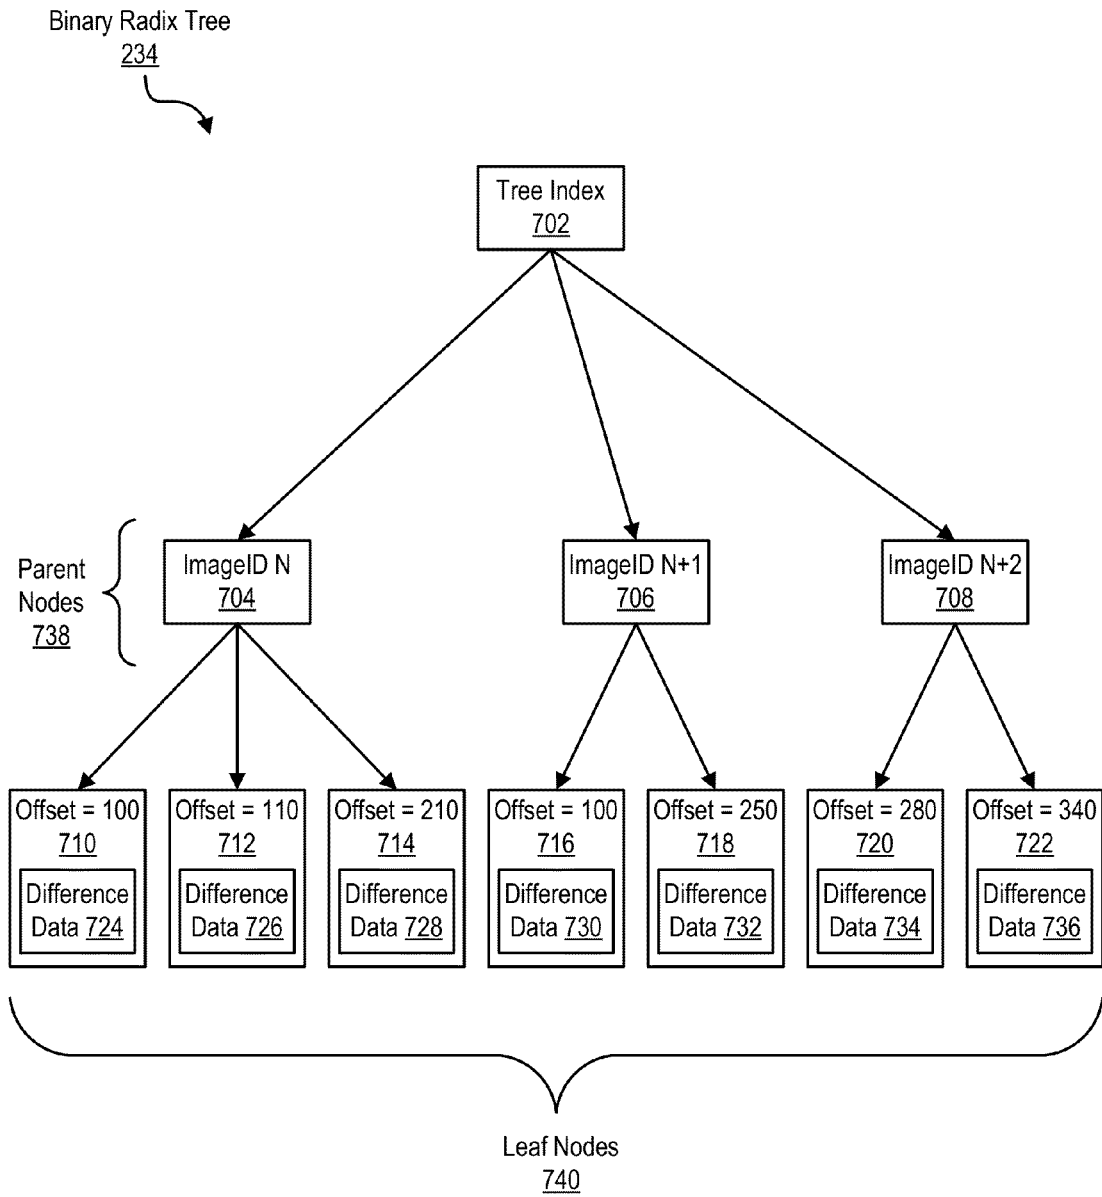 Binary Radix Tree
234
Tree Index
702
Parent
Nodes
738
ImageID N
704
ImageID N+1
706
ImageID N+2
708
Offset = 100
710
Difference
Data 724
Offset = 110
712
Difference
Data 726
Offset = 210
714
Difference
Data 728
Offset = 100
716
Difference
Data 730
Offset = 250
718
Difference
Data 732
Offset = 280
720
Difference
Data 734
Offset = 340
722
Difference
Data 736
Leaf Nodes
740